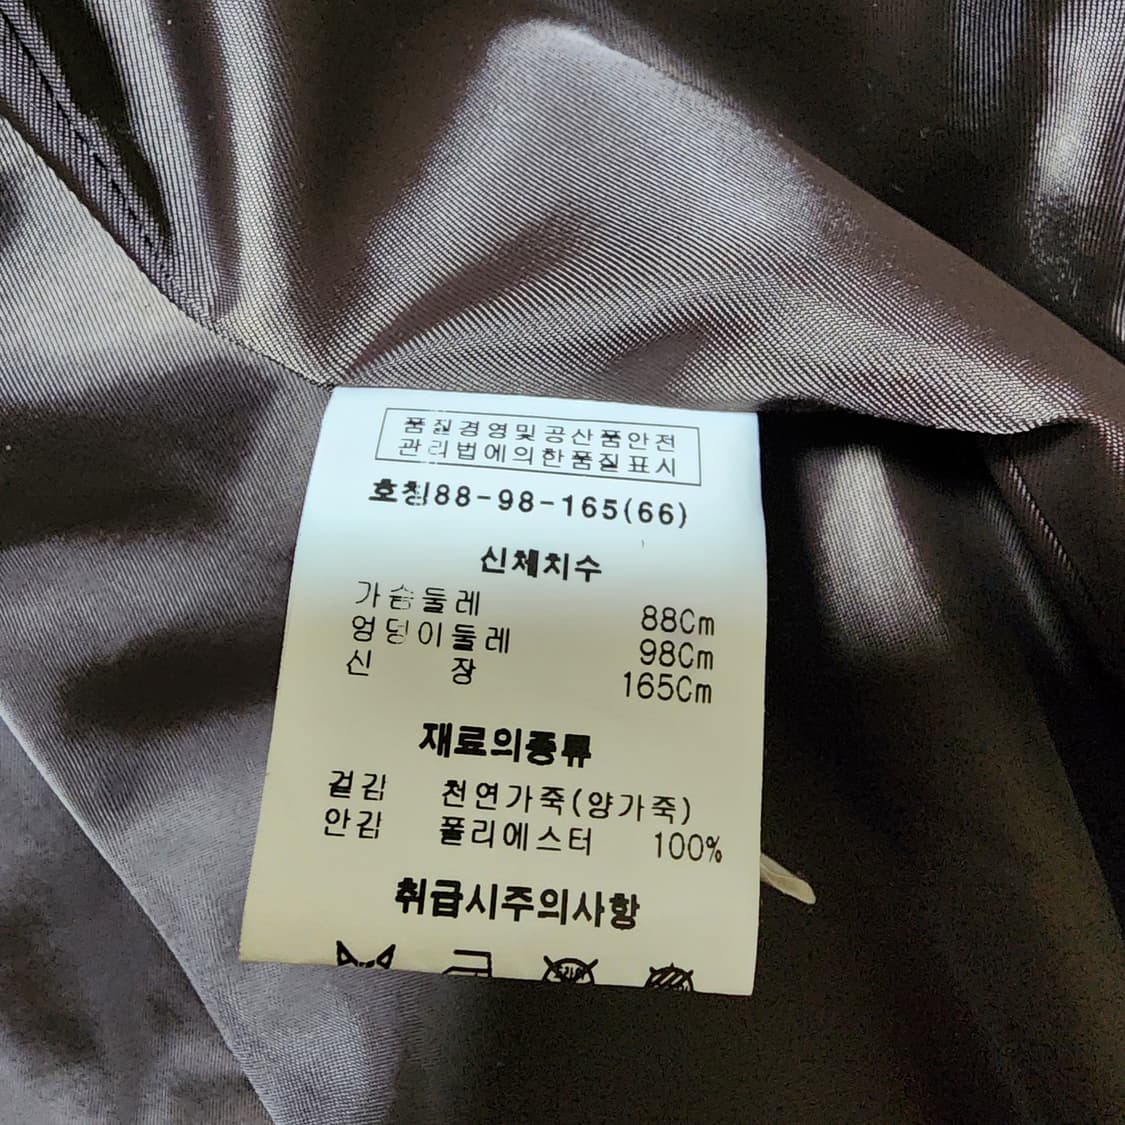 품질경영및공산품안전
관리법에의한품질표시
호칭88-98-165(66)
신체치수
가슴둘레 88Cm
엉덩이둘레 98Cm
신 장 165Cm
재료의종류
겉감 천연가죽(양가죽)
안감 폴리에스터 100%
취급시주의사항